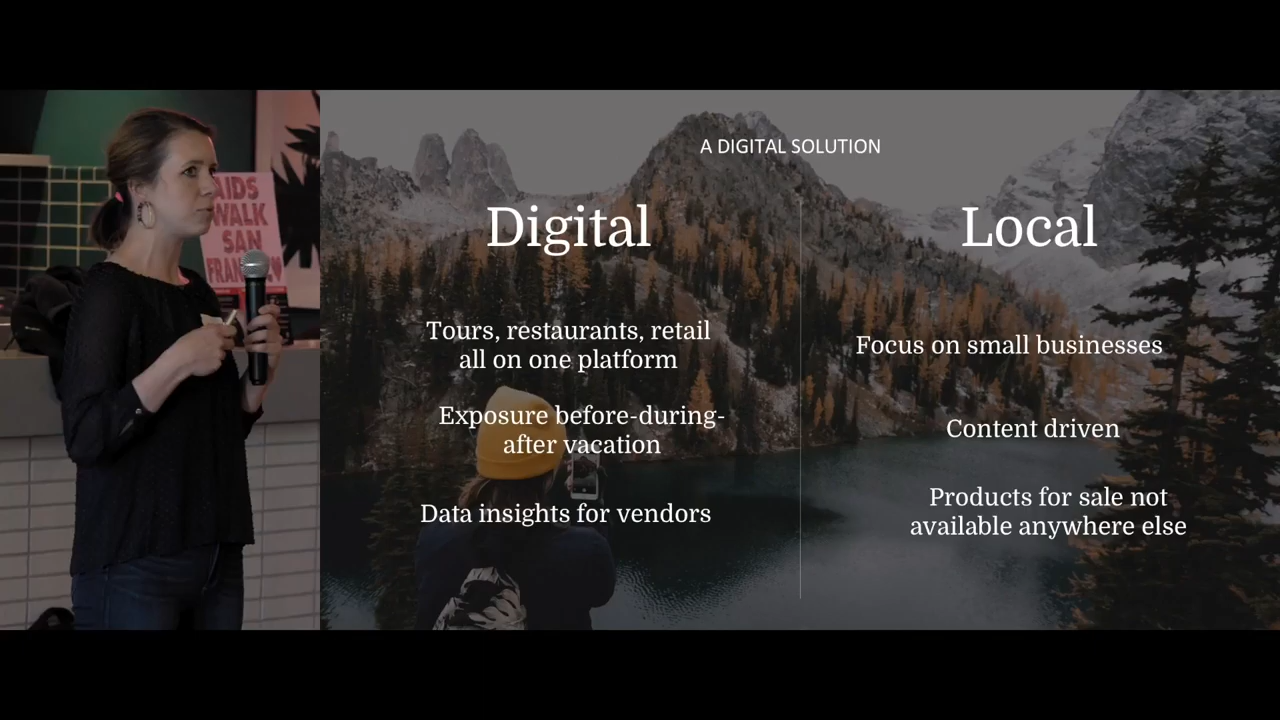 AIDS
WALK
SAN
A DIGITAL SOLUTION
Digital
Tours, restaurants, retail
all on one platform
Exposure before-during-
after vacation
Data insights for vendors
Local
Focus on small businesses
Content driven
Products for sale not
available anywhere else